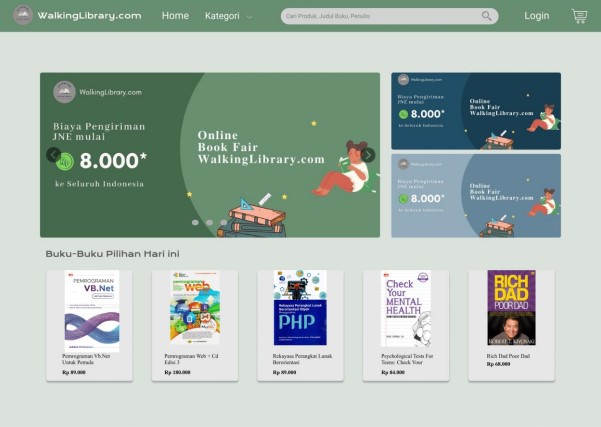 WalkingLibrary.com
Home
Kategori
Cari Produk, Judul Buku, Penulis
Login
WalkingLibrary.com
Biaya Pengiriman
JNE mulai
8.000*
ke Seluruh Indonesia
Online
Book Fair
WalkingLibrary.com
WalkingLibrary.com
Biaya Pengiriman
JNE mulai
8.000*
ke Seluruh Indonesia
Online
Book Fair
WalkingLibrary.com
WalkingLibrary.com
Biaya Pengiriman
JNE mulai
8.000*
ke Seluruh Indonesia
Online
Book Fair
WalkingLibrary.com
Buku-Buku Pilihan Hari ini
PEMROGRAMAN
VB.Net
pemrograman
web
Rekayasa Perangkat Lunak
Berorientasi Objek
PHP
Check
Your
MENTAL
HEALTH
RICH
DAD
POOR DAD
ROBERT T. KIYOSAKI
Pemrograman Vb.Net
Untuk Pemula
Rp 89.000
Pemrograman Web + Cd
Edisi 3
Rp 180.000
Rekayasa Perangkat Lunak
Berorientasi
Rp 89.000
Psychological Tests For
Teens: Check Your
Rp 84.000
Rich Dad Poor Dad
Rp 68.000